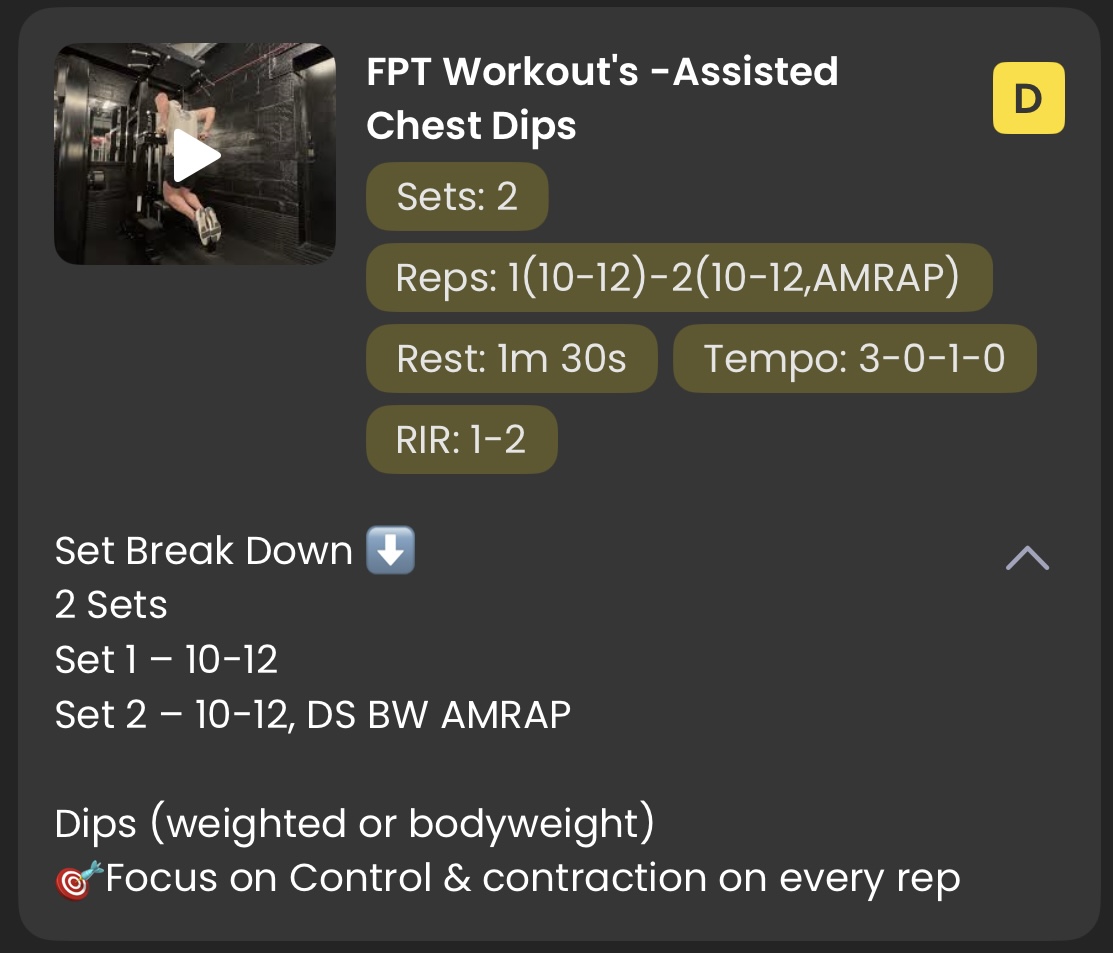 FPT Workout's -Assisted
Chest Dips
D
Sets: 2
Reps: 1(10-12)-2(10-12,AMRAP)
Rest: 1m 30s
Tempo: 3-0-1-0
RIR: 1-2
Set Break Down ⬇️
2 Sets
Set 1 – 10-12
Set 2 – 10-12, DS BW AMRAP
Dips (weighted or bodyweight)
🎯Focus on Control & contraction on every rep